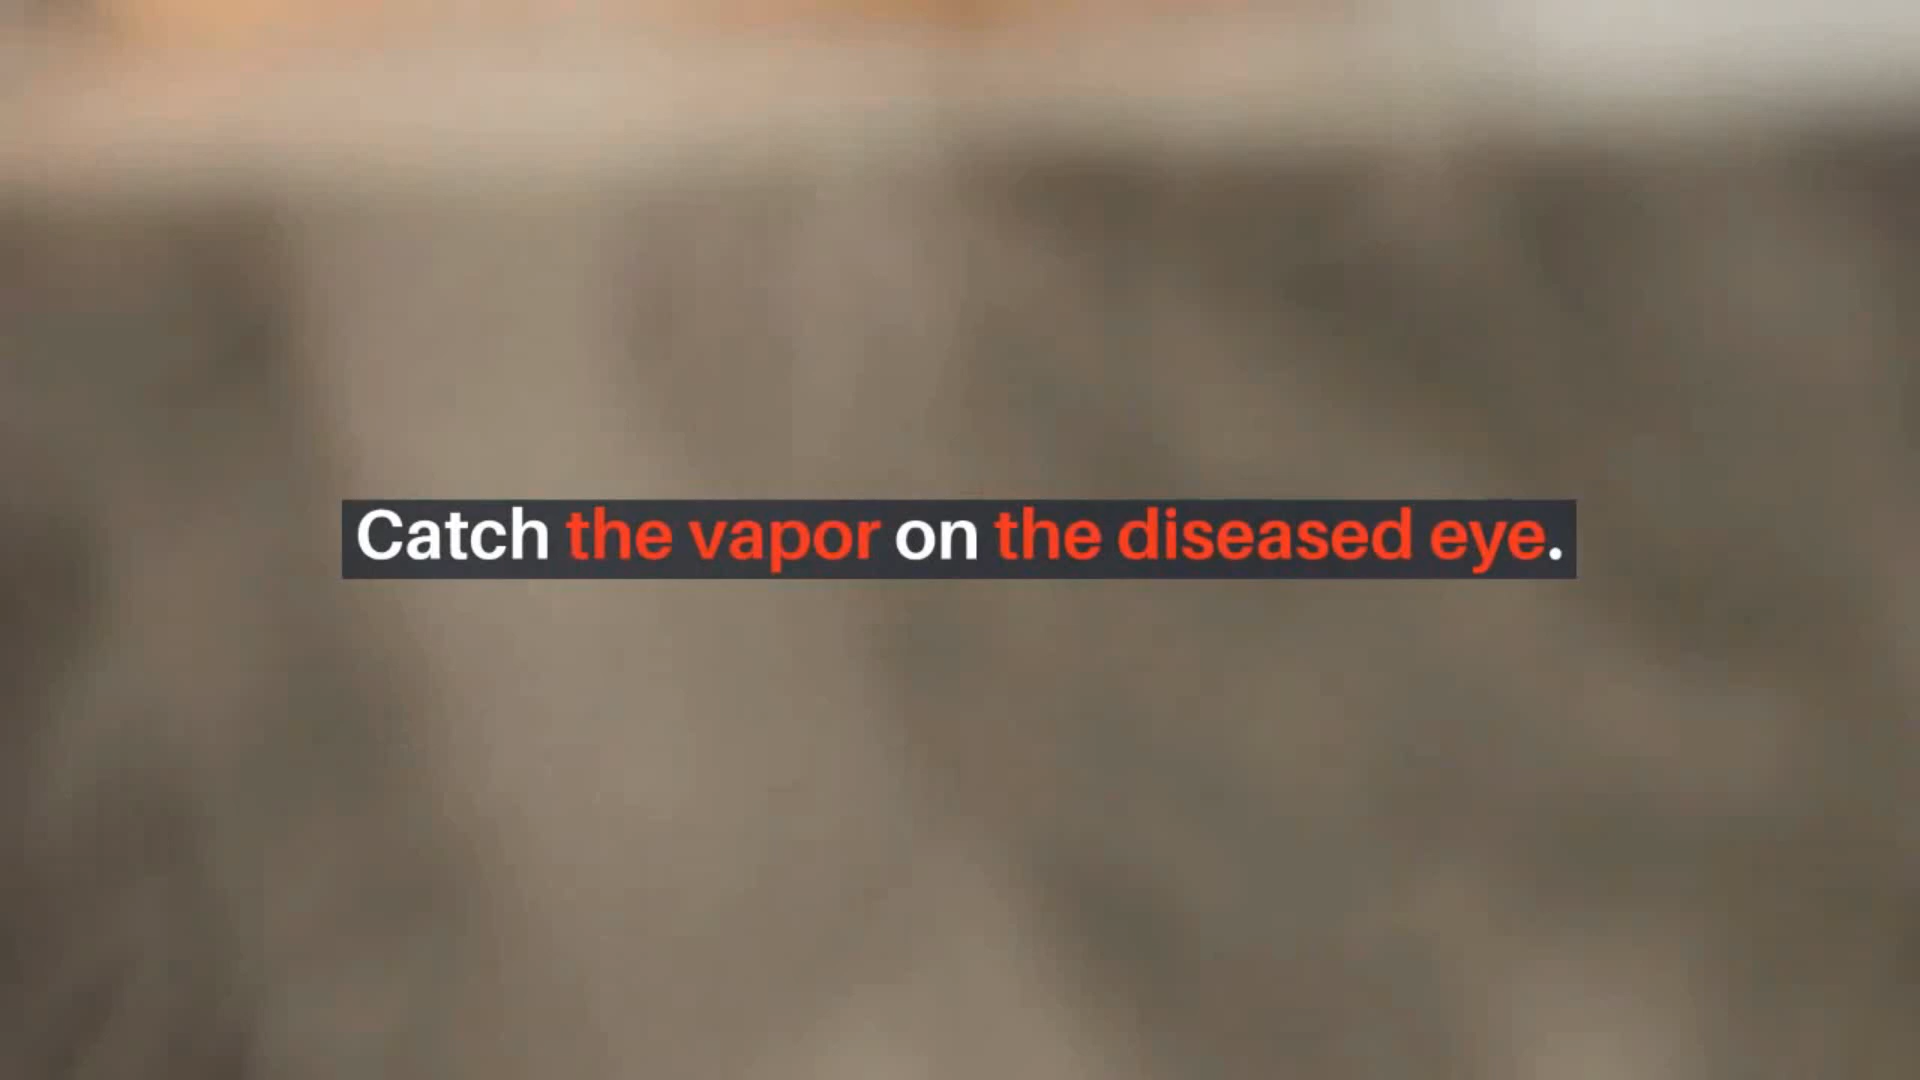 Catch the vapor on the diseased eye.